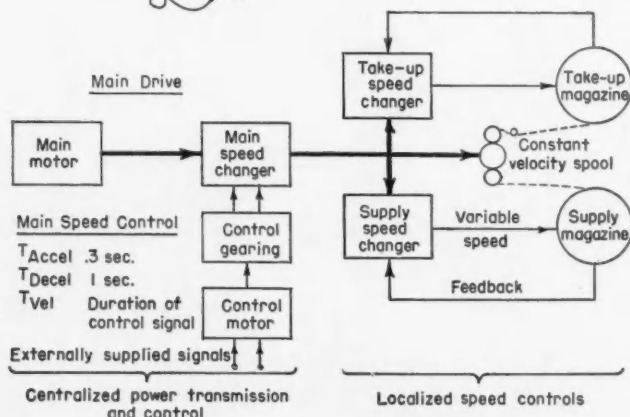 Main Drive
Main
motor
Main
speed
changer
Take-up
speed
changer
Take-up
magazine
Constant
velocity spool
Supply
speed
changer
Variable
speed
Supply
magazine
Feedback
Main Speed Control
TAccel .3 sec.
TDecel 1 sec.
TVel Duration of
control signal
Control
gearing
Control
motor
Externally supplied signals
Centralized power transmission
and control
Localized speed controls